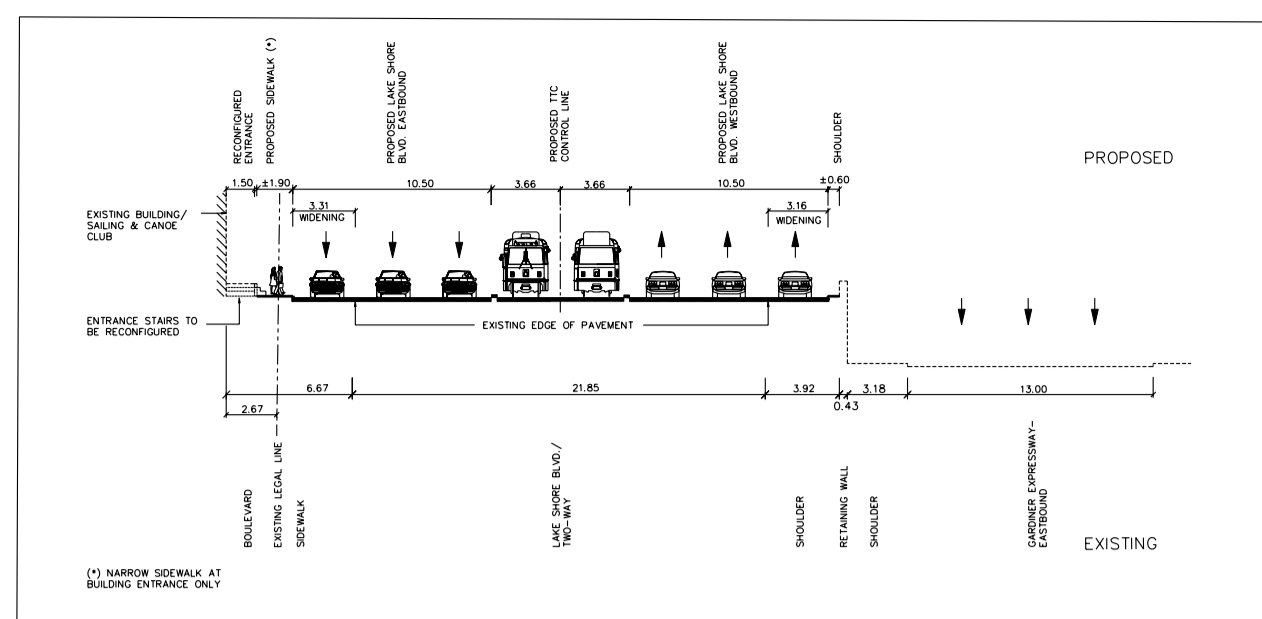 RECONFIGURED
ENTRANCE
PROPOSED SIDEWALK (*)
PROPOSED LAKE SHORE
BLVD. EASTBOUND
PROPOSED TTC
CONTROL LINE
PROPOSED LAKE SHORE
BLVD. WESTBOUND
SHOULDER
PROPOSED
1.50 ±1.90 10.50 3.66 3.66 10.50 ±0.60
EXISTING BUILDING/
SAILING & CANOE
CLUB
3.31
WIDENING
3.16
WIDENING
ENTRANCE STAIRS TO
BE RECONFIGURED
EXISTING EDGE OF PAVEMENT
6.67 21.85 3.92 0.43 3.18 13.00
2.67
BOULEVARD
EXISTING LEGAL LINE
SIDEWALK
LAKE SHORE BLVD./
TWO-WAY
SHOULDER
RETAINING WALL
SHOULDER
GARDINER EXPRESSWAY-
EASTBOUND
EXISTING
(*) NARROW SIDEWALK AT
BUILDING ENTRANCE ONLY